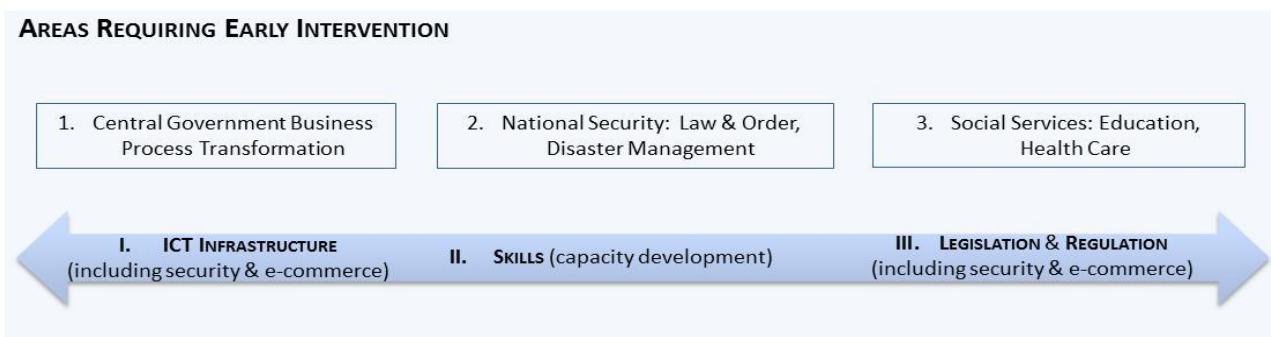 AREAS REQUIRING EARLY INTERVENTION
1. Central Government Business
Process Transformation
2. National Security: Law & Order,
Disaster Management
3. Social Services: Education,
Health Care
I. ICT INFRASTRUCTURE
(including security & e-commerce)
II. SKILLS (capacity development)
III. LEGISLATION & REGULATION
(including security & e-commerce)